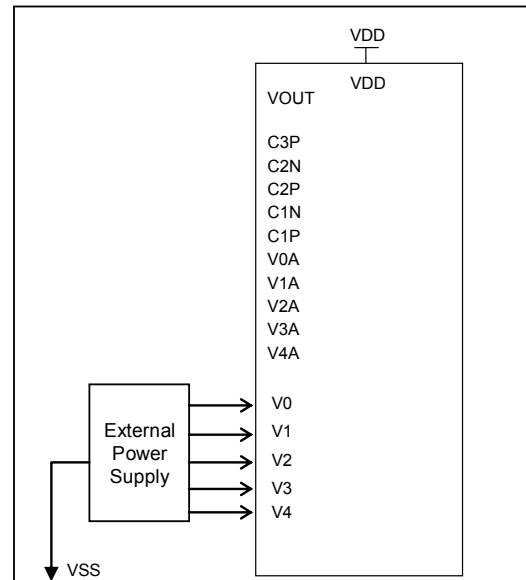 VDD
VDD
VOUT
C3P
C2N
C2P
C1N
C1P
V0A
V1A
V2A
V3A
V4A
External
Power
Supply
V0
V1
V2
V3
V4
VSS